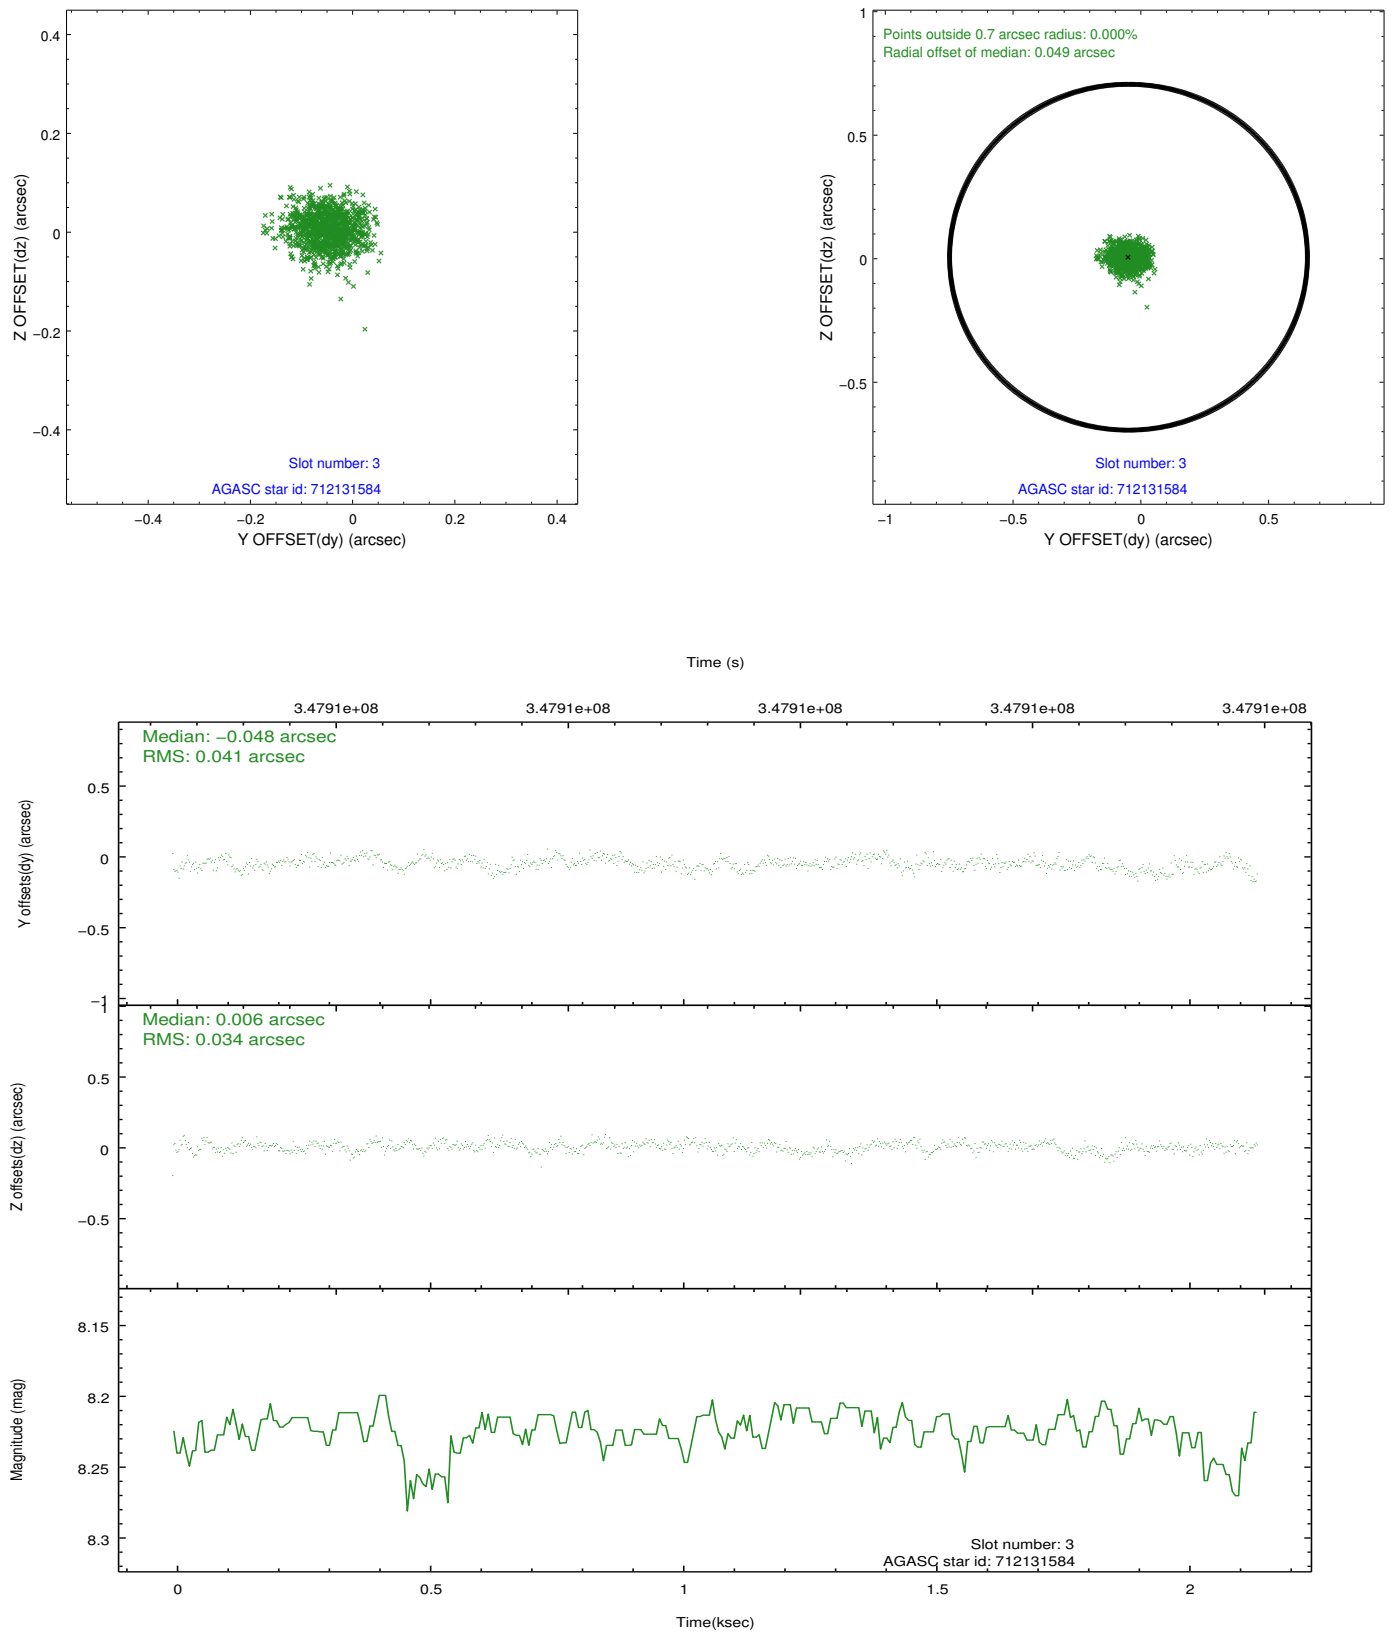 0.4
0.2
0
−0.2
−0.4
Z OFFSET(dz) (arcsec)
Slot number: 3
AGASC star id: 712131584
−0.4 −0.2 0 0.2 0.4
Y OFFSET(dy) (arcsec)
Points outside 0.7 arcsec radius: 0.000%
Radial offset of median: 0.049 arcsec
1
0.5
0
−0.5
Z OFFSET(dz) (arcsec)
Slot number: 3
AGASC star id: 712131584
−1 −0.5 0 0.5
Y OFFSET(dy) (arcsec)
Time (s)
3.4791e+08 3.4791e+08 3.4791e+08 3.4791e+08 3.4791e+08
Median: −0.048 arcsec
RMS: 0.041 arcsec
0.5
0
−0.5
−1
Y offsets(dy) (arcsec)
1
Median: 0.006 arcsec
RMS: 0.034 arcsec
0.5
0
−0.5
Z offsets(dz) (arcsec)
8.15
8.2
8.25
8.3
Magnitude (mag)
Slot number: 3
AGASC star id: 712131584
0 0.5 1 1.5 2
Time(ksec)